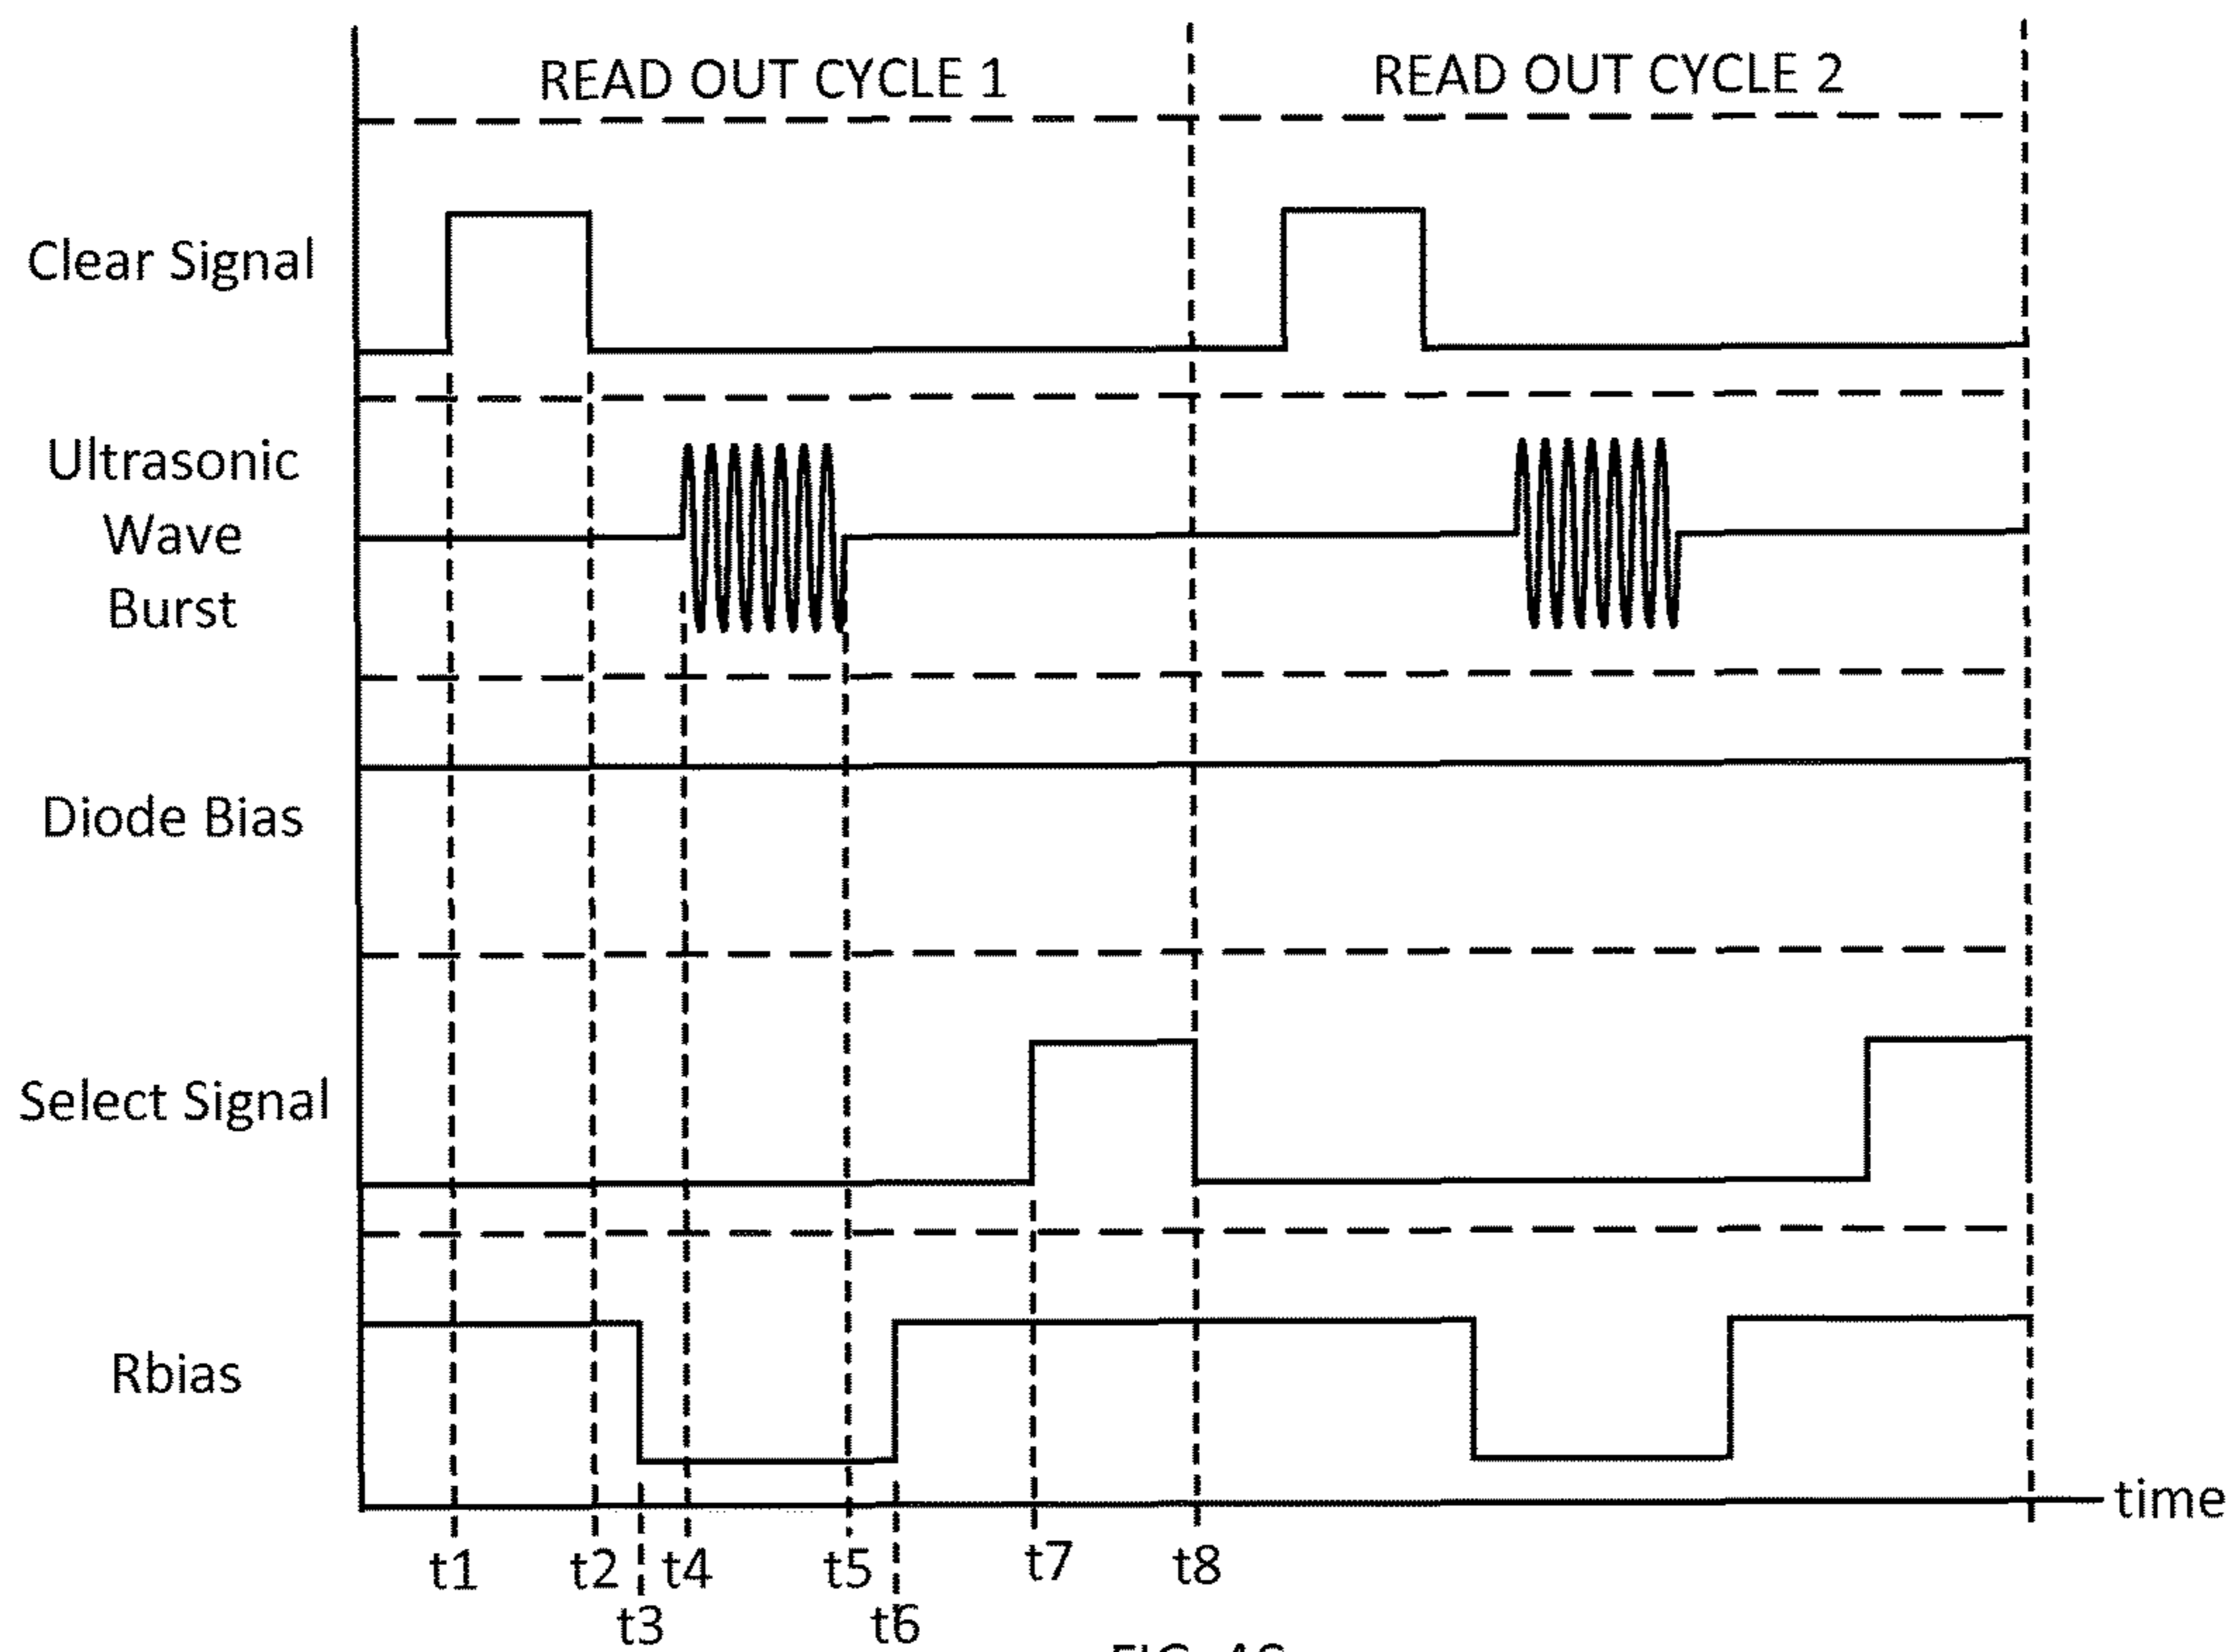 READ OUT CYCLE 1
READ OUT CYCLE 2
Clear Signal
Ultrasonic
Wave
Burst
Diode Bias
Select Signal
Rbias
time
t1
t2
t4
t5
t7
t8
t3
t6